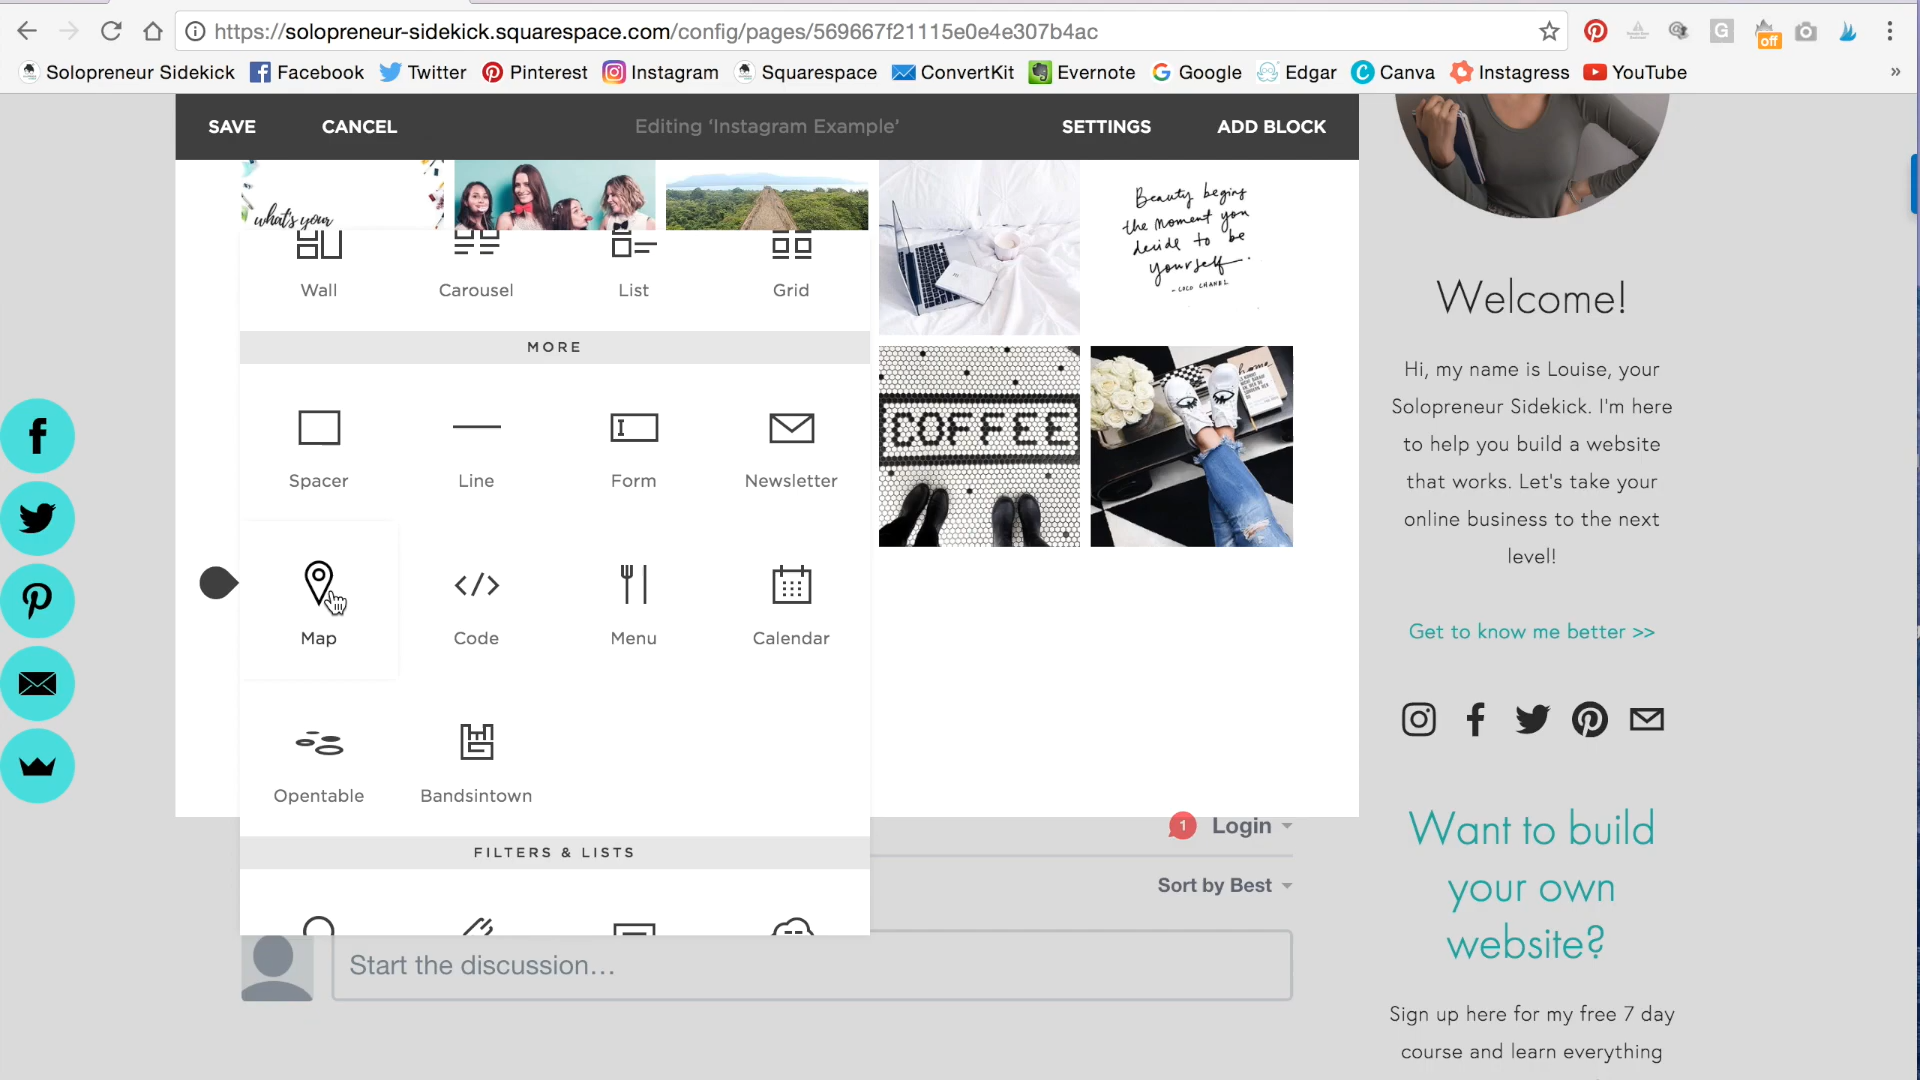 https://solopreneur-sidekick.squarespace.com/config/pages/569667f21115e0e4e307b4ac
off
Solopreneur Sidekick Facebook Twitter Pinterest Instagram Squarespace ConvertKit Evernote Google Edgar Canva Instagress YouTube »
SAVE CANCEL Editing ‘Instagram Example’ SETTINGS ADD BLOCK
what's your
Beauty begins
the moment you
decide to be
yourself.
- COCO CHANEL
Wall Carousel List Grid
MORE
Spacer Line Form Newsletter
Map Code Menu Calendar
Opentable Bandsintown
FILTERS & LISTS
COFFEE
home
Welcome!
Hi, my name is Louise, your
Solopreneur Sidekick. I'm here
to help you build a website
that works. Let's take your
online business to the next
level!
Get to know me better >>
Want to build
your own
website?
Sign up here for my free 7 day
course and learn everything
1 Login
Sort by Best
Start the discussion…